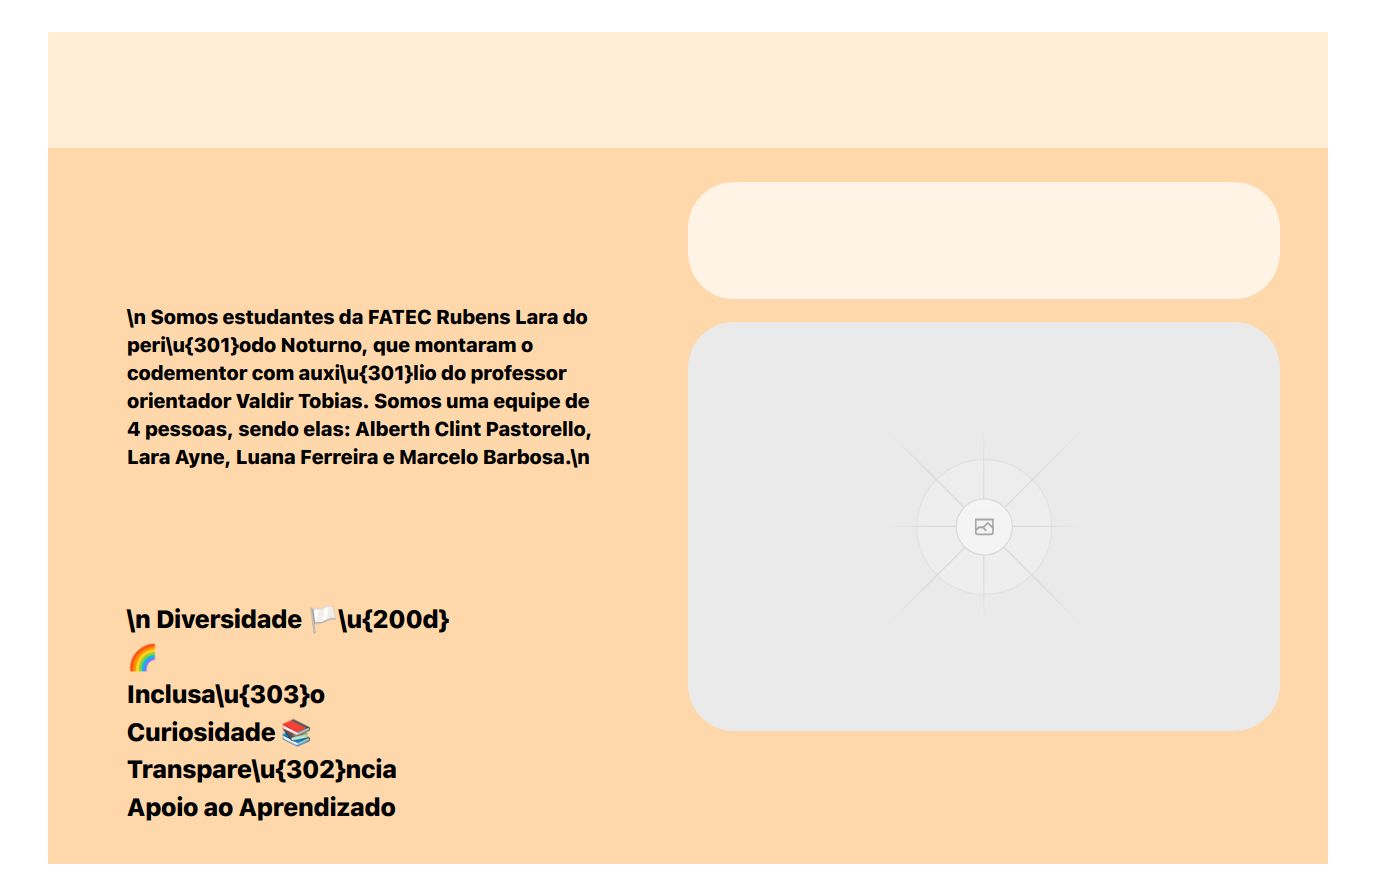 \n Somos estudantes da FATEC Rubens Lara do
peri\u{301}odo Noturno, que montaram o
codementor com auxi\u{301}lio do professor
orientador Valdir Tobias. Somos uma equipe de
4 pessoas, sendo elas: Alberth Clint Pastorello,
Lara Ayne, Luana Ferreira e Marcelo Barbosa.\n
\n Diversidade 🏳️\u{200d}
🌈
Inclusa\u{303}o
Curiosidade 📚
Transpare\u{302}ncia
Apoio ao Aprendizado